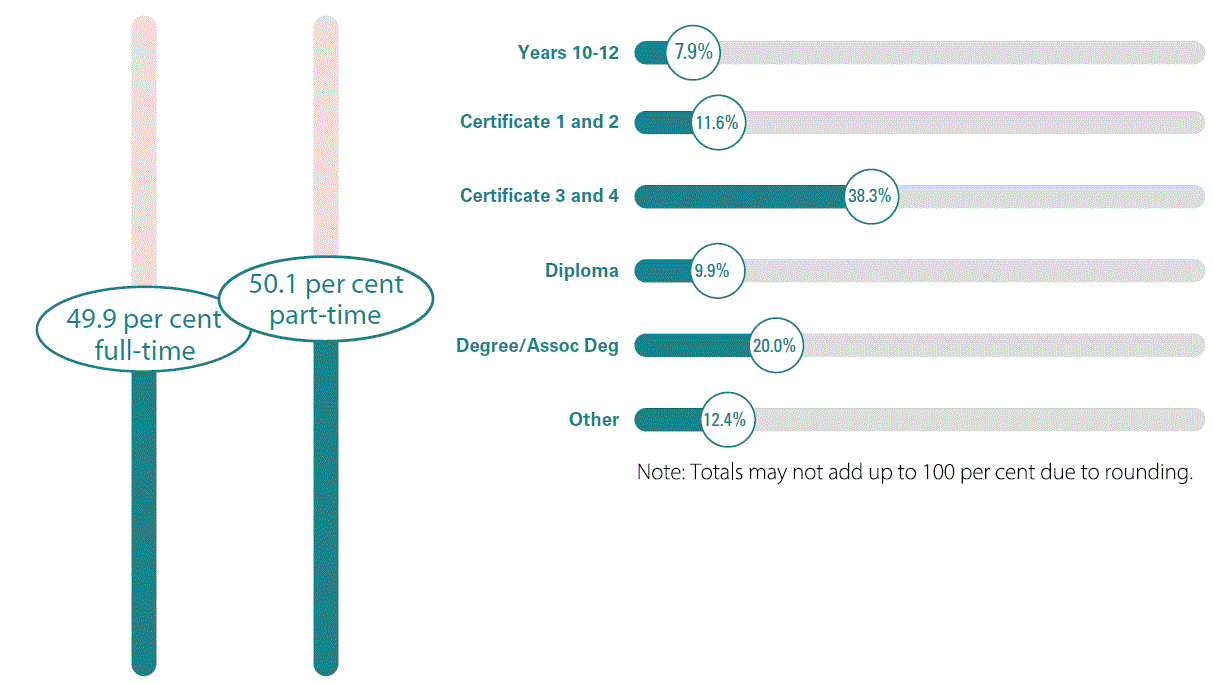 49.9 per cent
full-time
50.1 per cent
part-time
Years 10-12 7.9%
Certificate 1 and 2 11.6%
Certificate 3 and 4 38.3%
Diploma 9.9%
Degree/Assoc Deg 20.0%
Other 12.4%
Note: Totals may not add up to 100 per cent due to rounding.